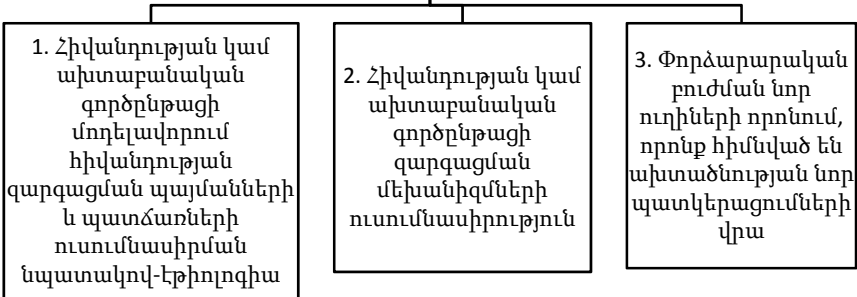 1. Հիվանդության կամ
ախտաբանական
գործընթացի
մոդելավորում
հիվանդության
զարգացման պայմանների
և պատճառների
ուսումնասիրման
նպատակով-էթիոլոգիա
2. Հիվանդության կամ
ախտաբանական
գործընթացի
զարգացման
մեխանիզմների
ուսումնասիրություն
3. Փորձարարական
բուժման նոր
ուղիների որոնում,
որոնք հիմնված են
ախտածնության նոր
պատկերացումների
վրա